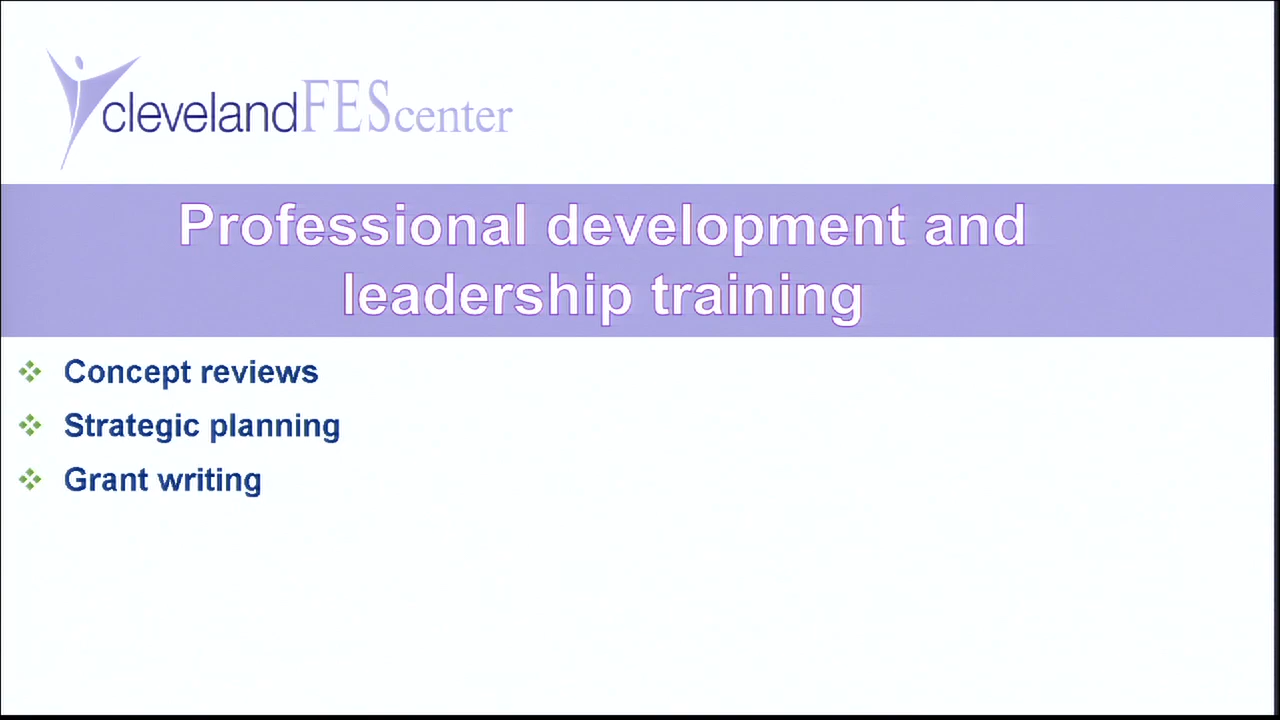 clevelandFEScenter
Professional development and
leadership training
Concept reviews
Strategic planning
Grant writing